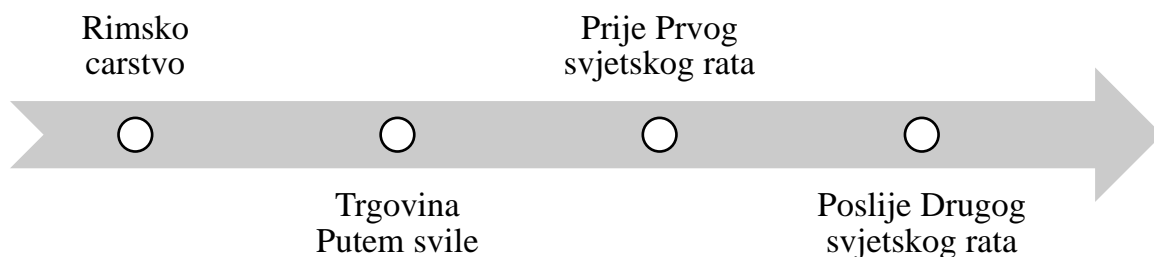 Rimsko
carstvo
Trgovina
Putem svile
Prije Prvog
svjetskog rata
Poslije Drugog
svjetskog rata